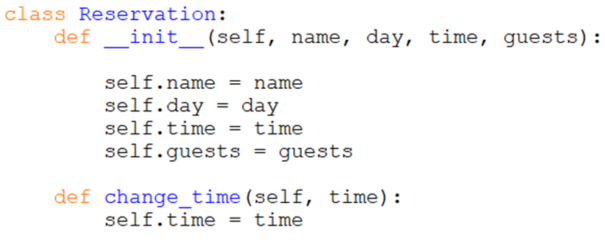 class Reservation:
    def __init__(self, name, day, time, guests):
        self.name = name
        self.day = day
        self.time = time
        self.guests = guests
    def change_time(self, time):
        self.time = time